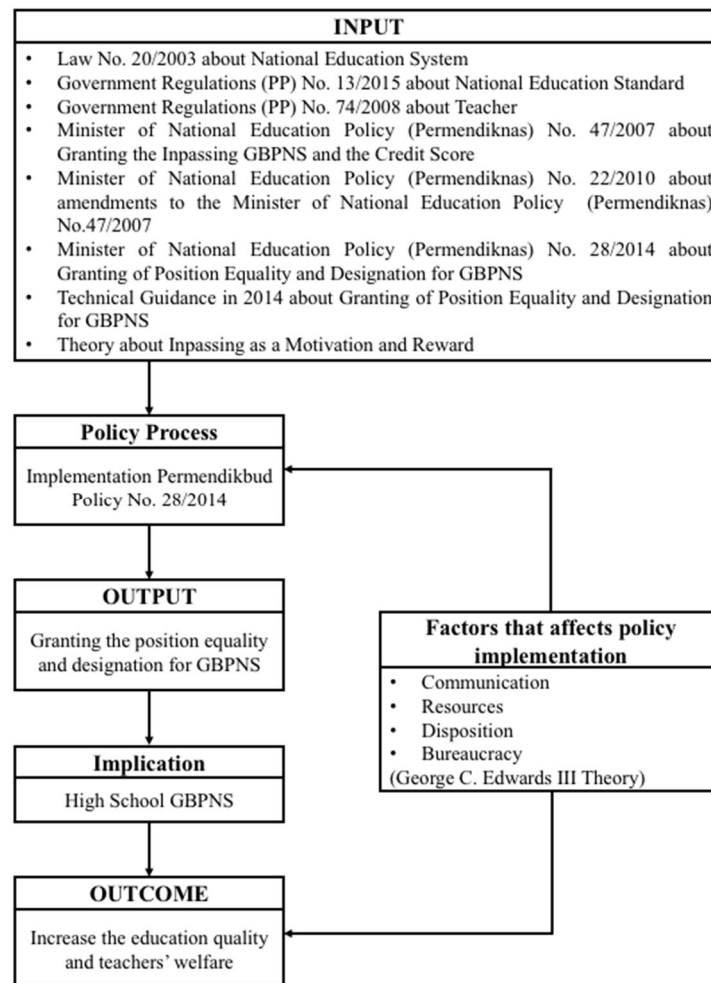 INPUT
• Law No. 20/2003 about National Education System
• Government Regulations (PP) No. 13/2015 about National Education Standard
• Government Regulations (PP) No. 74/2008 about Teacher
• Minister of National Education Policy (Permendiknas) No. 47/2007 about
Granting the Inpassing GBPNS and the Credit Score
• Minister of National Education Policy (Permendiknas) No. 22/2010 about
amendments to the Minister of National Education Policy (Permendiknas)
No.47/2007
• Minister of National Education Policy (Permendiknas) No. 28/2014 about
Granting of Position Equality and Designation for GBPNS
• Technical Guidance in 2014 about Granting of Position Equality and Designation
for GBPNS
• Theory about Inpassing as a Motivation and Reward
Policy Process
Implementation Permendikbud
Policy No. 28/2014
OUTPUT
Granting the position equality
and designation for GBPNS
Implication
High School GBPNS
OUTCOME
Increase the education quality
and teachers' welfare
Factors that affects policy
implementation
• Communication
• Resources
• Disposition
• Bureaucracy
(George C. Edwards III Theory)